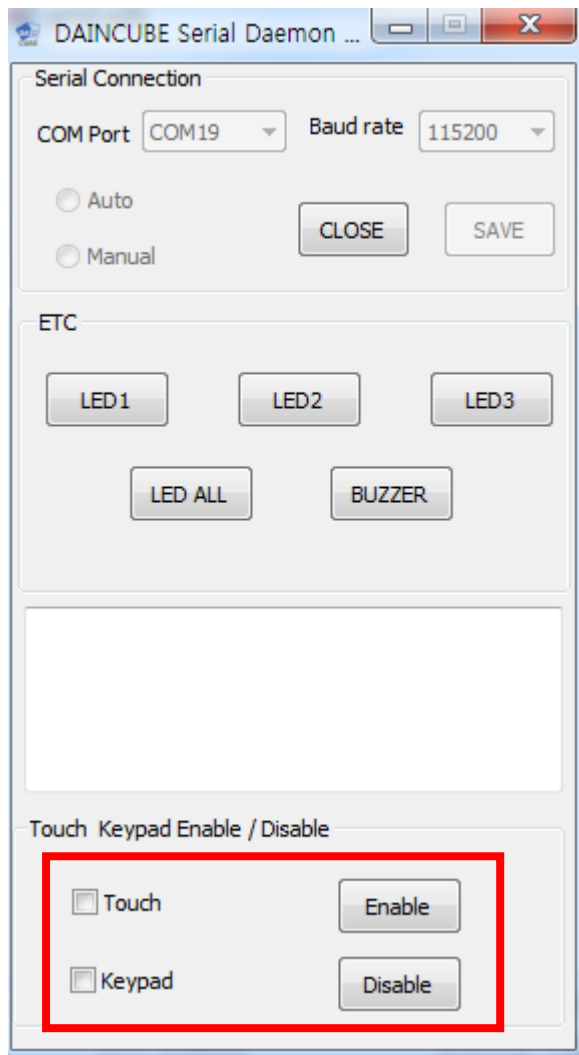 DAINCUBE Serial Daemon ...
Serial Connection
COM Port COM19 Baud rate 115200
Auto
CLOSE SAVE
Manual
ETC
LED1 LED2 LED3
LED ALL BUZZER
Touch Keypad Enable / Disable
Touch Enable
Keypad Disable